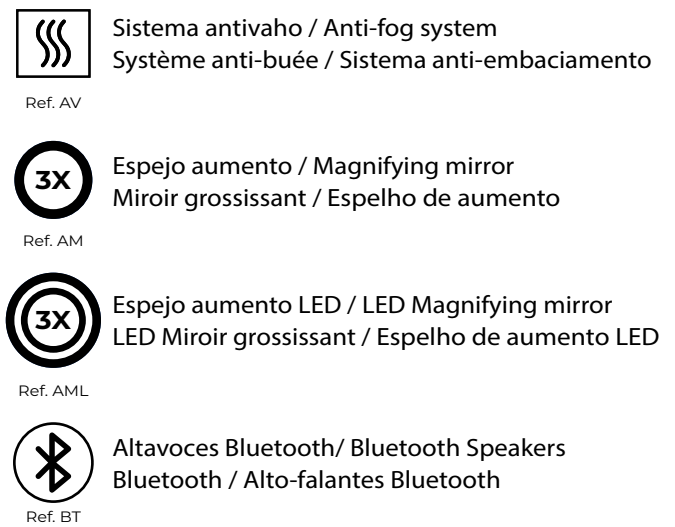 Sistema antivaho / Anti-fog system
Système anti-buée / Sistema anti-embaciamento
Ref. AV
3X
Espejo aumento / Magnifying mirror
Miroir grossissant / Espelho de aumento
Ref. AM
3X
Espejo aumento LED / LED Magnifying mirror
LED Miroir grossissant / Espelho de aumento LED
Ref. AML
Altavoces Bluetooth/ Bluetooth Speakers
Bluetooth / Alto-falantes Bluetooth
Ref. BT